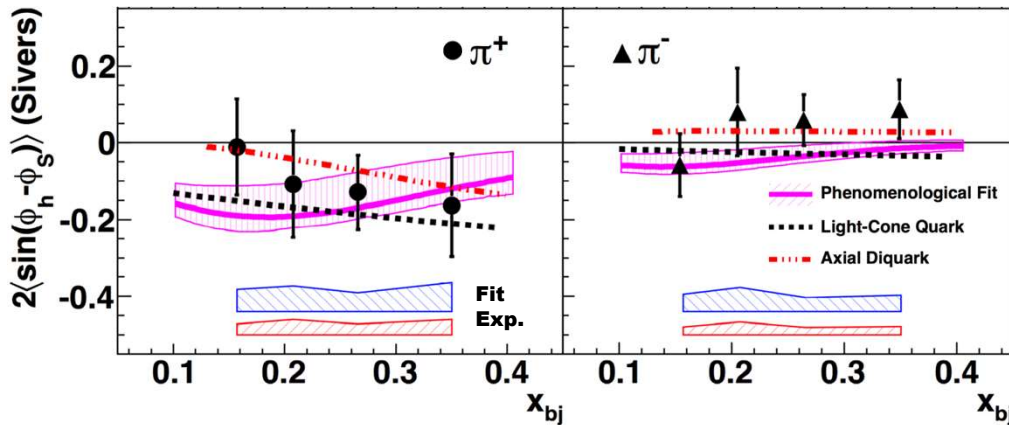 2⟨sin(ϕh-ϕS)⟩ (Sivers)
0.2
0
-0.2
-0.4
π+
Fit
Exp.
0.1 0.2 0.3 0.4
xbj
π-
Phenomenological Fit
Light-Cone Quark
Axial Diquark
0.1 0.2 0.3 0.4
xbj